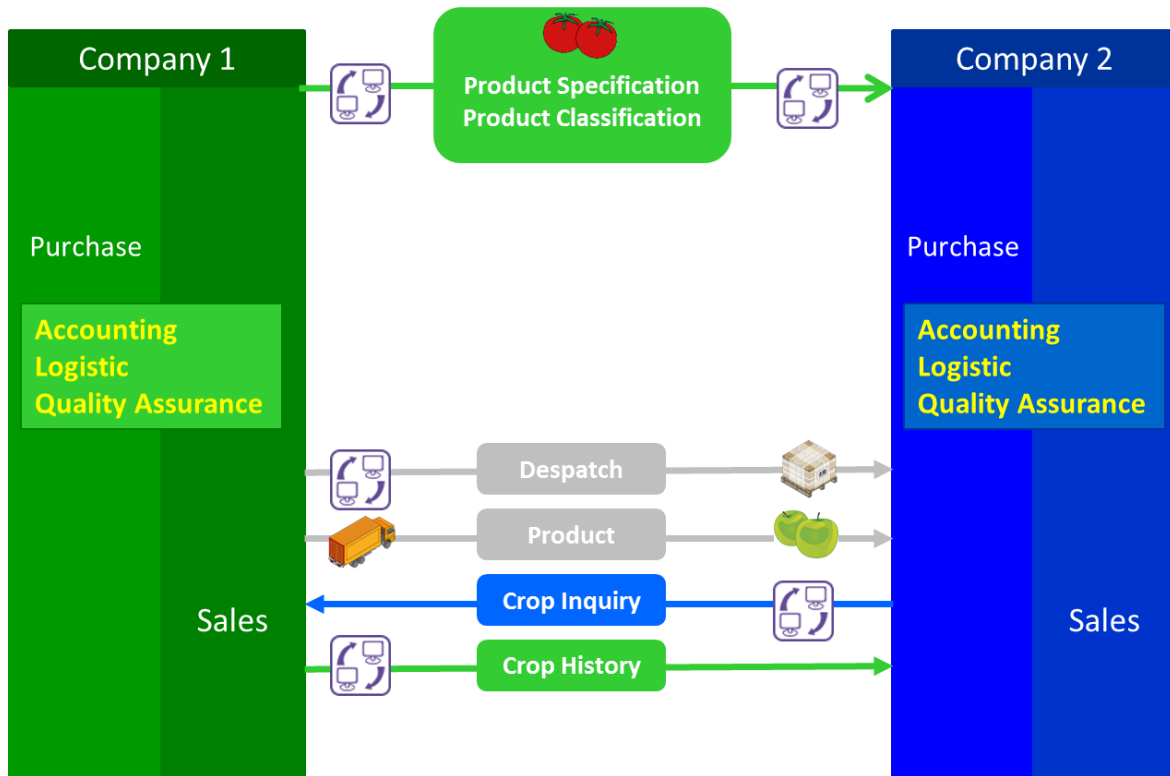 Company 1
Product Specification
Product Classification
Company 2
Purchase
Purchase
Accounting
Logistic
Quality Assurance
Accounting
Logistic
Quality Assurance
Despatch
Product
Crop Inquiry
Sales
Sales
Crop History